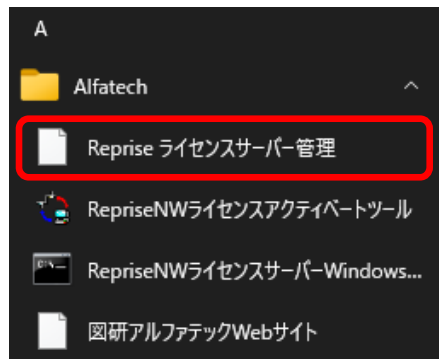 A
Alfatech
Reprise ライセンスサーバー管理
RepriseNWライセンスアクティベートツール
RepriseNWライセンスサーバーWindows...
図研アルファテックWebサイト